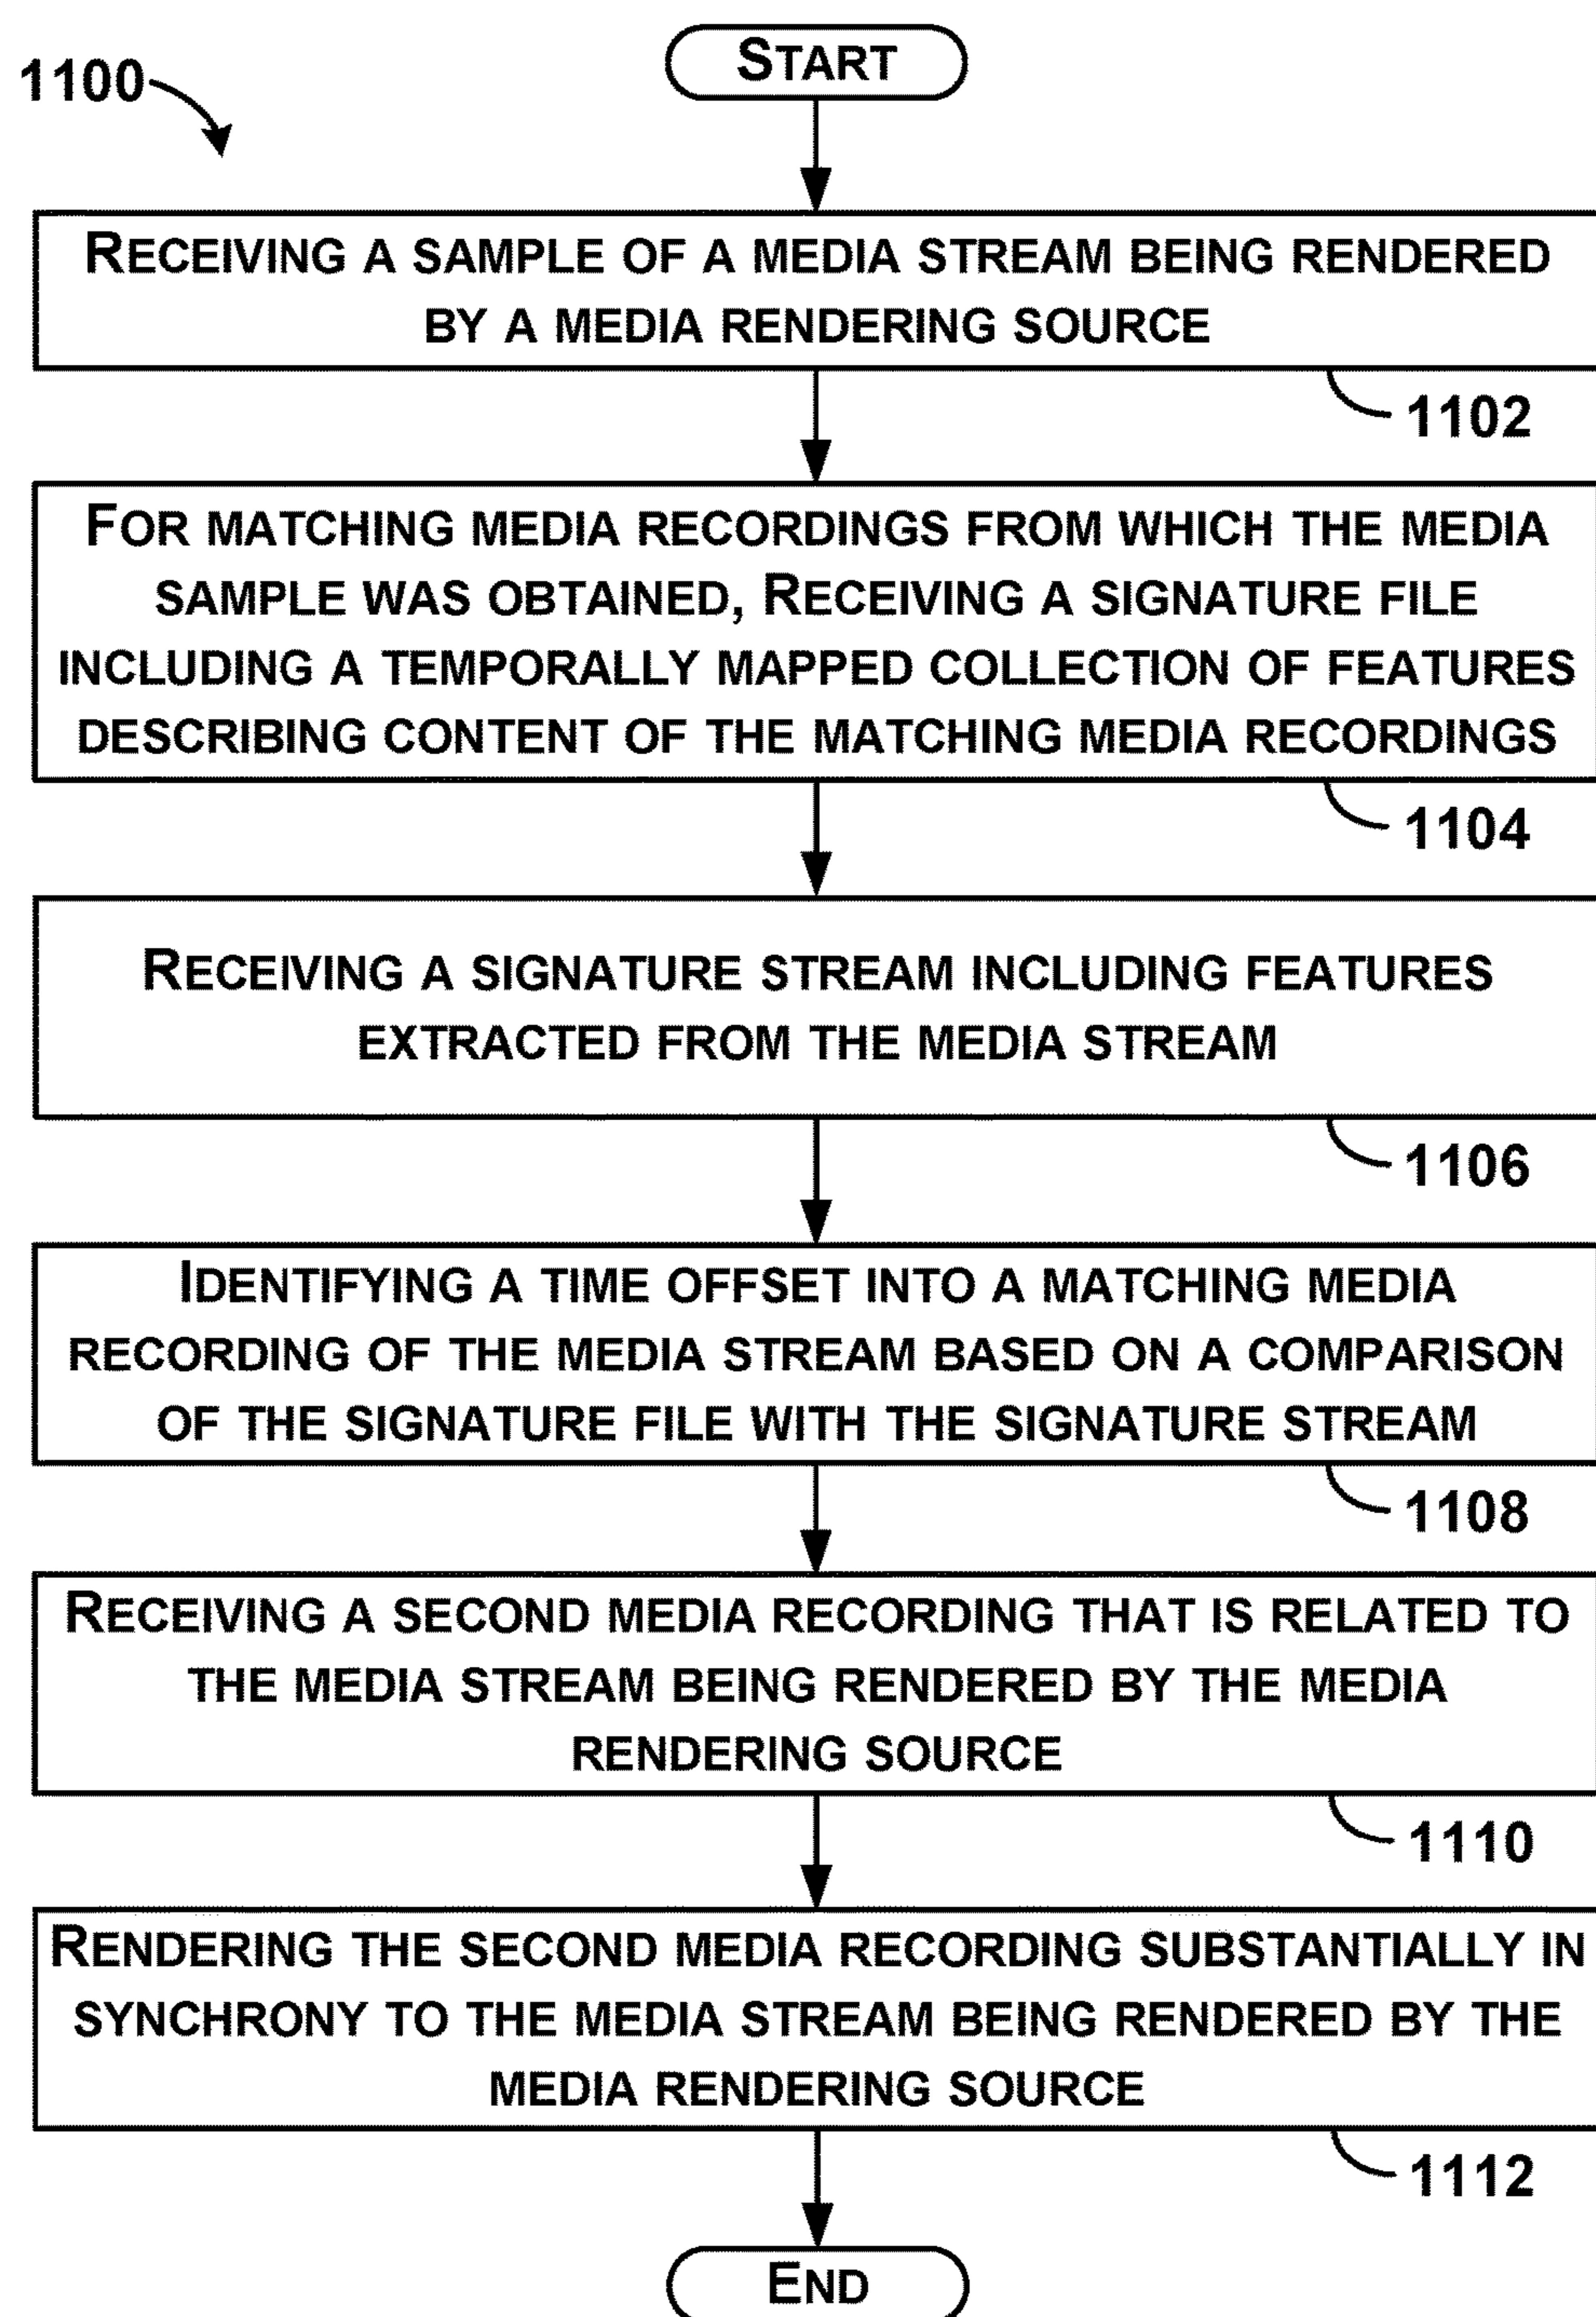 START
1100
RECEIVING A SAMPLE OF A MEDIA STREAM BEING RENDERED
BY A MEDIA RENDERING SOURCE
1102
FOR MATCHING MEDIA RECORDINGS FROM WHICH THE MEDIA
SAMPLE WAS OBTAINED, RECEIVING A SIGNATURE FILE
INCLUDING A TEMPORALLY MAPPED COLLECTION OF FEATURES
DESCRIBING CONTENT OF THE MATCHING MEDIA RECORDINGS
1104
RECEIVING A SIGNATURE STREAM INCLUDING FEATURES
EXTRACTED FROM THE MEDIA STREAM
1106
IDENTIFYING A TIME OFFSET INTO A MATCHING MEDIA
RECORDING OF THE MEDIA STREAM BASED ON A COMPARISON
OF THE SIGNATURE FILE WITH THE SIGNATURE STREAM
1108
RECEIVING A SECOND MEDIA RECORDING THAT IS RELATED TO
THE MEDIA STREAM BEING RENDERED BY THE MEDIA
RENDERING SOURCE
1110
RENDERING THE SECOND MEDIA RECORDING SUBSTANTIALLY IN
SYNCHRONY TO THE MEDIA STREAM BEING RENDERED BY THE
MEDIA RENDERING SOURCE
1112
END